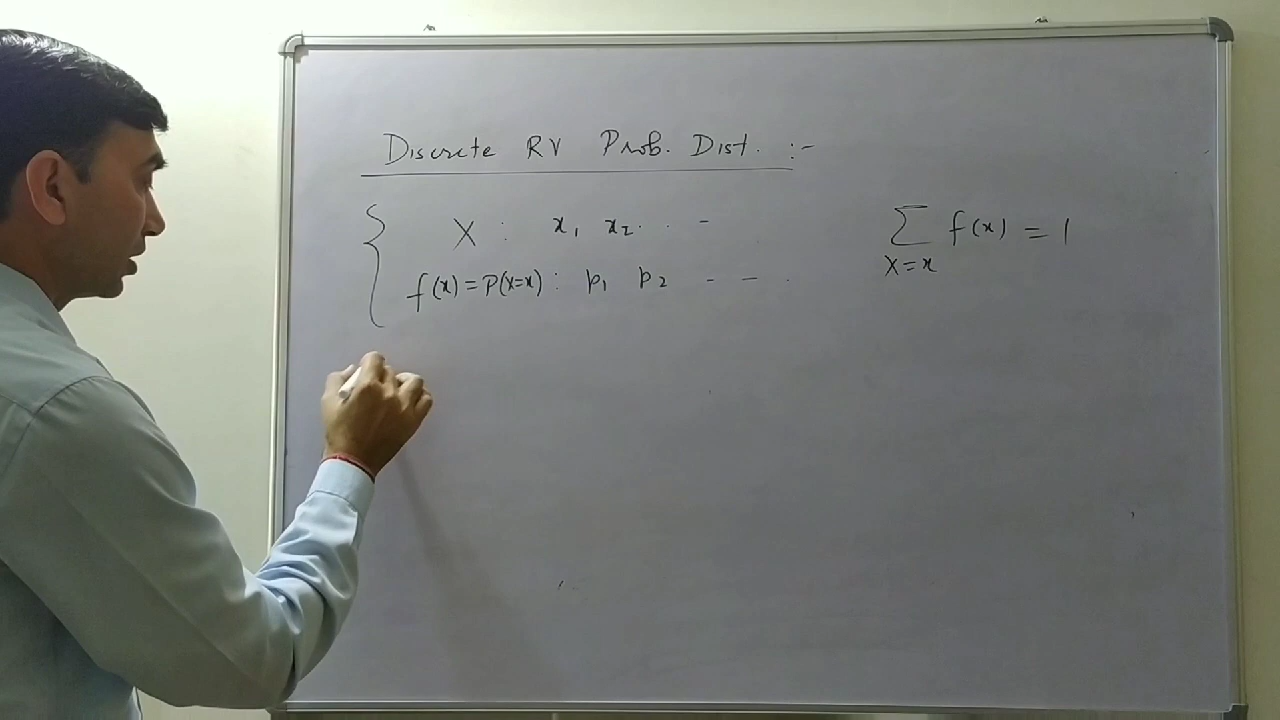 Discrete RV Prob. Dist. :-
X : x₁ x₂ . . -
f(x) = P(X=x) : p₁ p₂ - - .
∑ f(x) = 1
X=x